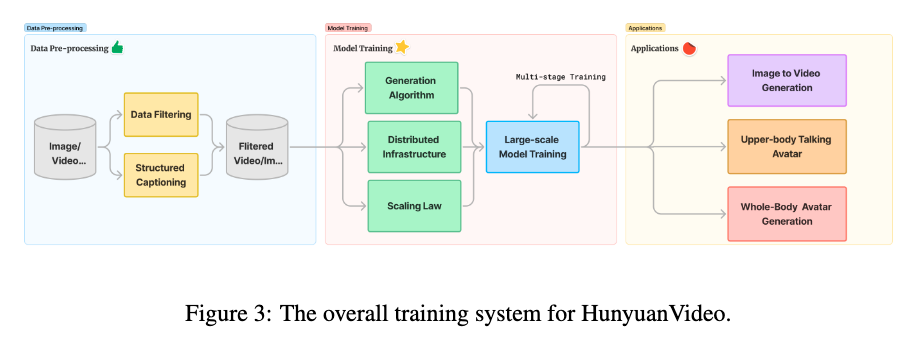 Data Pre-processing
Data Pre-processing
Image/
Video...
Data Filtering
Structured
Captioning
Flitered
Video/Im...
Model Training
Model Training
Generation
Algorithm
Distributed
Infrastructure
Scaling Law
Multi-stage Training
Large-scale
Model Training
Applications
Applications
Image to Video
Generation
Upper-body Talking
Avatar
Whole-Body Avatar
Generation
Figure 3: The overall training system for HunyuanVideo.